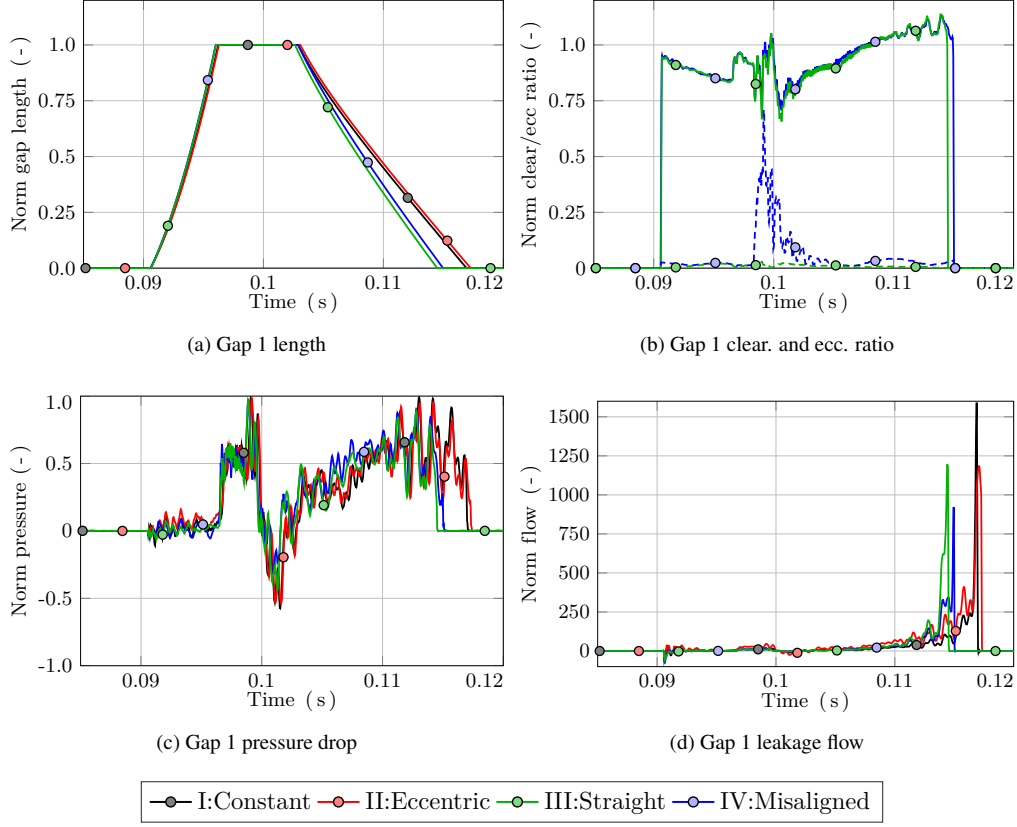 Norm gap length (-)
1.0
0.75
0.5
0.25
0.0
0.09
0.1
0.11
0.12
Time (s)
(a) Gap 1 length
Norm clear/ecc ratio (-)
1.0
0.75
0.5
0.25
0.0
0.09
0.1
0.11
0.12
Time (s)
(b) Gap 1 clear. and ecc. ratio
Norm pressure (-)
1.0
0.5
0
-0.5
-1.0
0.09
0.1
0.11
0.12
Time (s)
(c) Gap 1 pressure drop
Norm flow (-)
1500
1250
1000
750
500
250
0
0.09
0.1
0.11
0.12
Time (s)
(d) Gap 1 leakage flow
I:Constant II:Eccentric III:Straight IV:Misaligned